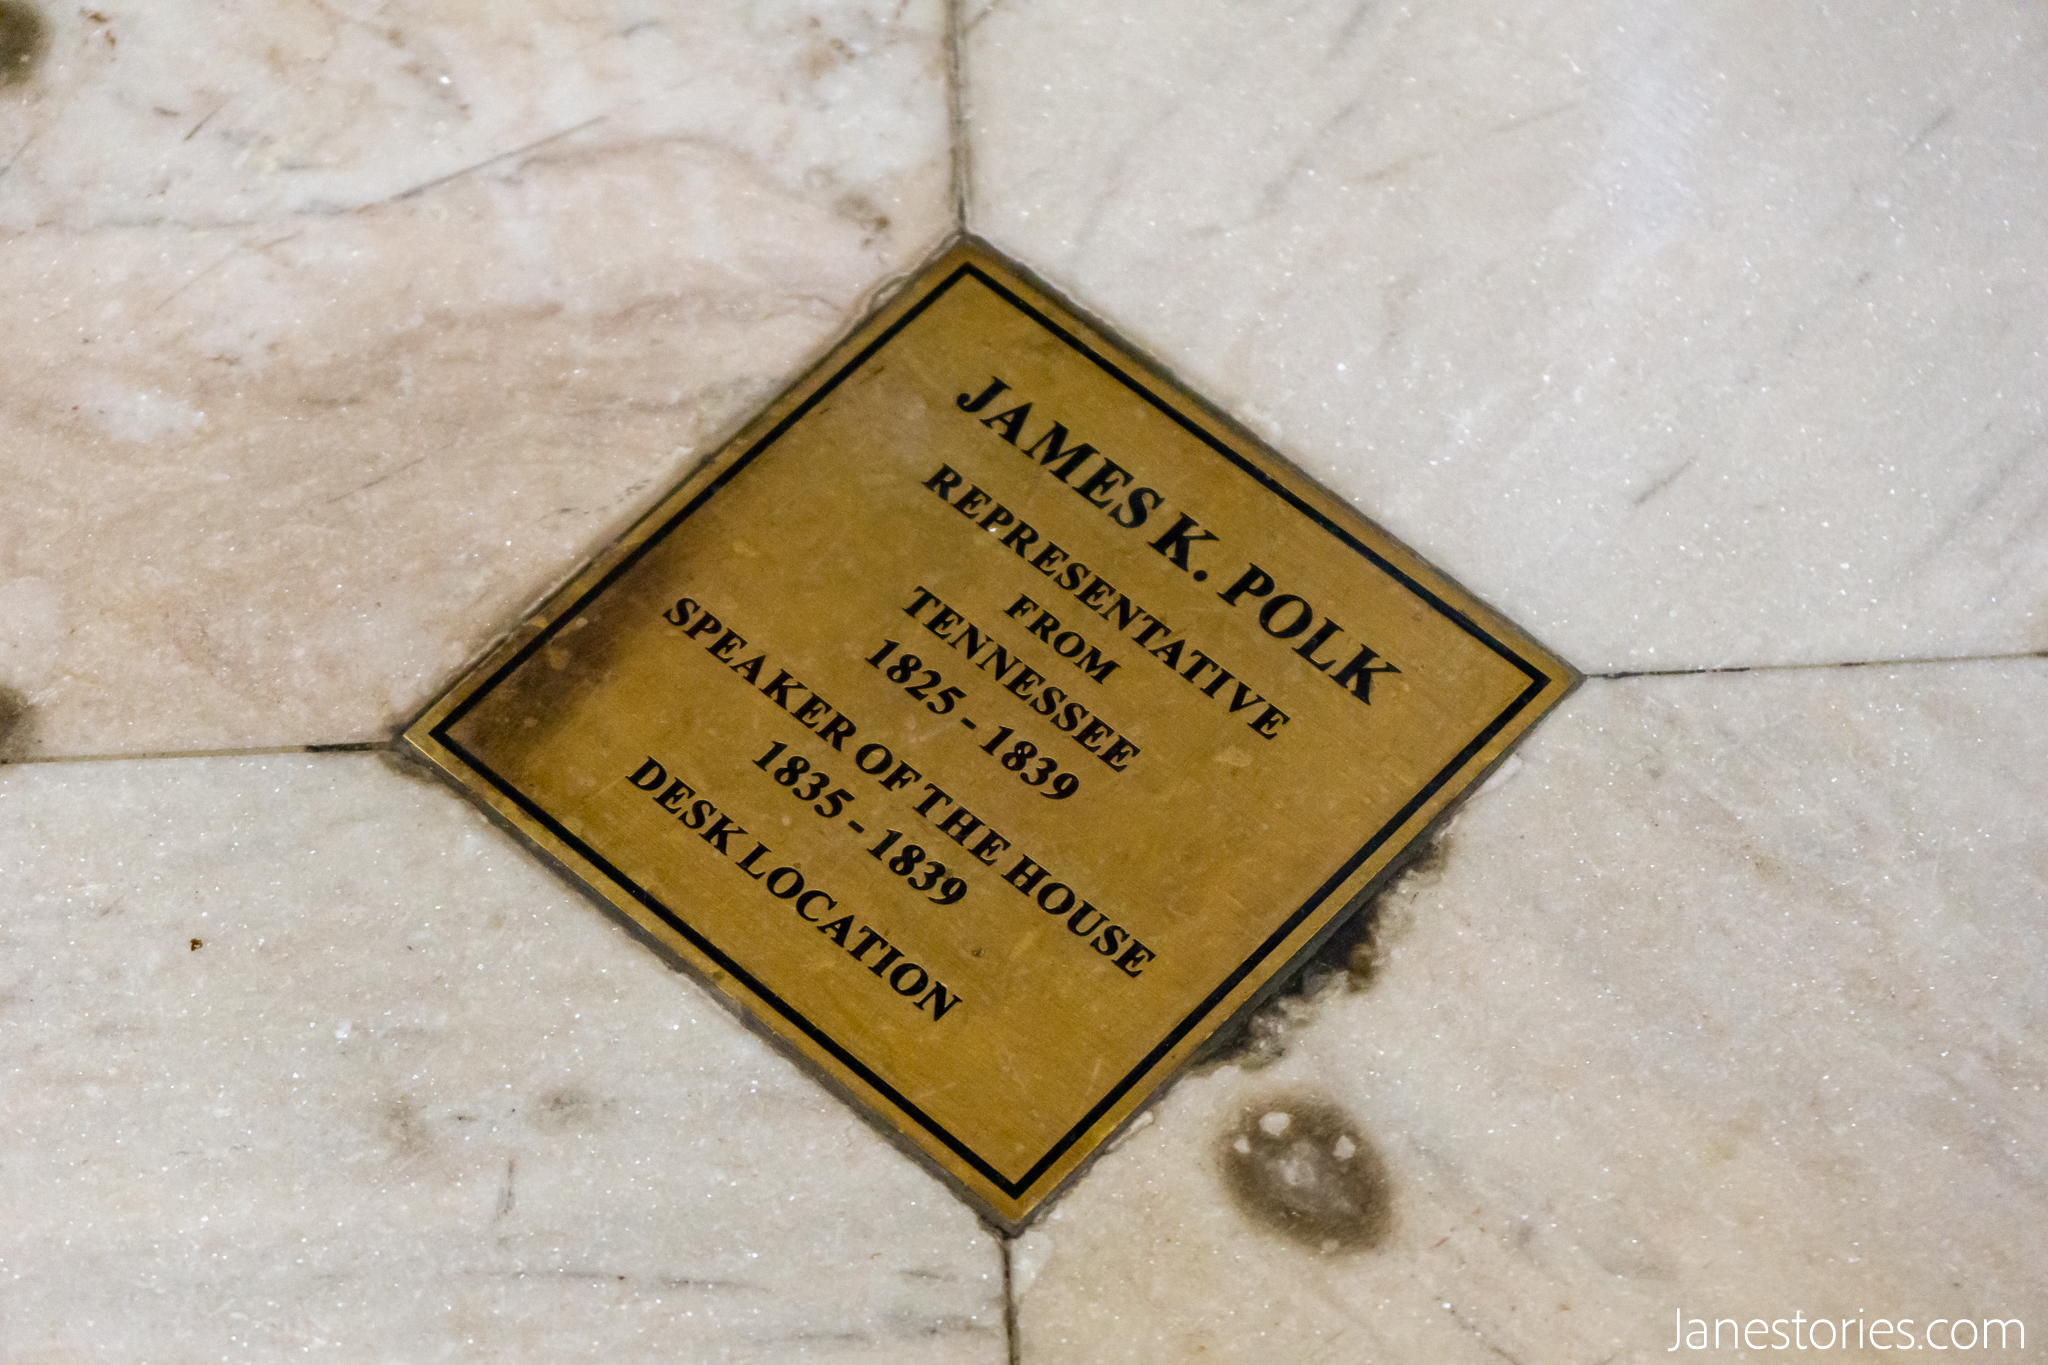 JAMES K. POLK
REPRESENTATIVE
FROM
TENNESSEE
1825 - 1839
SPEAKER OF THE HOUSE
1835 - 1839
DESK LOCATION
Janestories.com